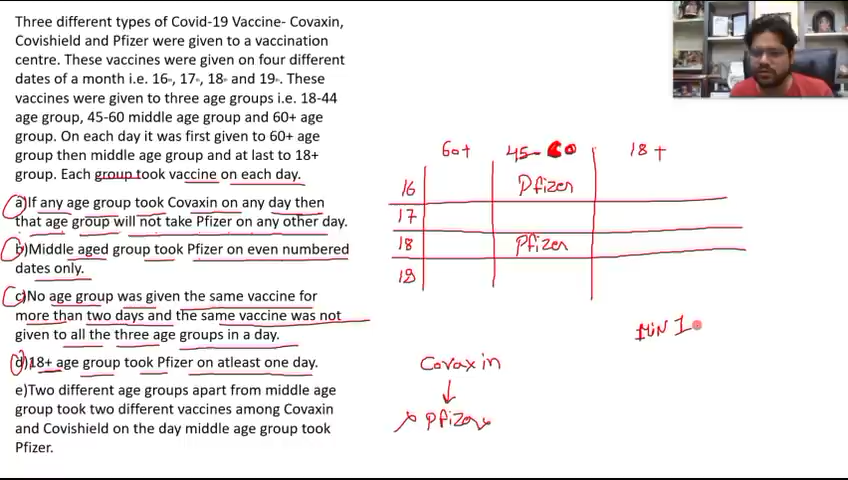 Three different types of Covid-19 Vaccine- Covaxin,
Covishield and Pfizer were given to a vaccination
centre. These vaccines were given on four different
dates of a month i.e. 16th, 17th, 18th and 19th. These
vaccines were given to three age groups i.e. 18-44
age group, 45-60 middle age group and 60+ age
group. On each day it was first given to 60+ age
group then middle age group and at last to 18+
group. Each group took vaccine on each day.
a)If any age group took Covaxin on any day then
that age group will not take Pfizer on any other day.
b)Middle aged group took Pfizer on even numbered
dates only.
c)No age group was given the same vaccine for
more than two days and the same vaccine was not
given to all the three age groups in a day.
d)18+ age group took Pfizer on atleast one day.
e)Two different age groups apart from middle age
group took two different vaccines among Covaxin
and Covishield on the day middle age group took
Pfizer.
60+ 45-60 18+
16 Pfizer
17
18 Pfizer
19
MiN 1
Covaxin
Pfizer